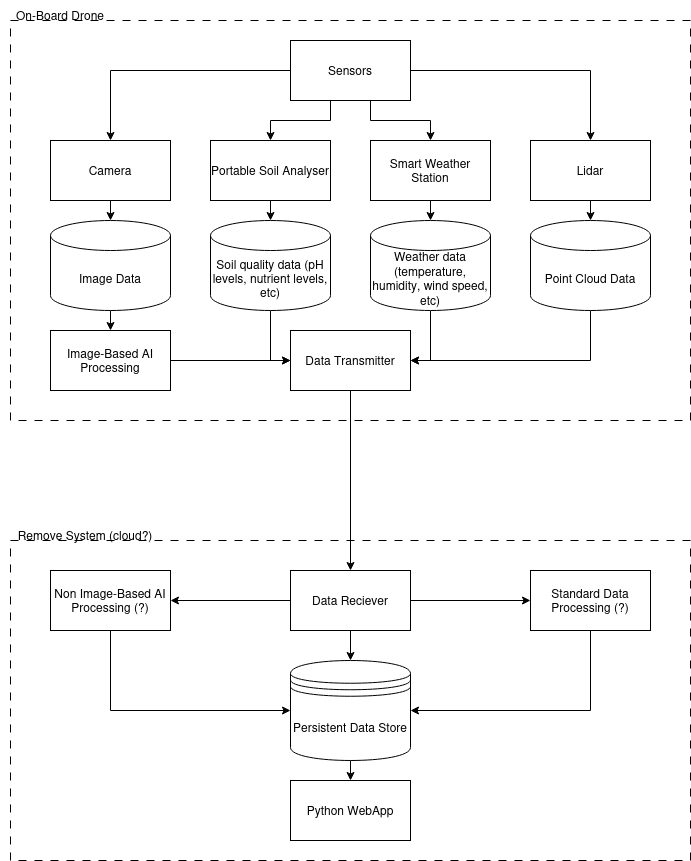 On-Board Drone
Sensors
Camera
Portable Soil Analyser
Smart Weather
Station
Lidar
Image Data
Soil quality data (pH
levels, nutrient levels,
etc)
Weather data
(temperature,
humidity, wind speed,
etc)
Point Cloud Data
Image-Based AI
Processing
Data Transmitter
Remove System (cloud?)
Non Image-Based AI
Processing (?)
Data Reciever
Standard Data
Processing (?)
Persistent Data Store
Python WebApp